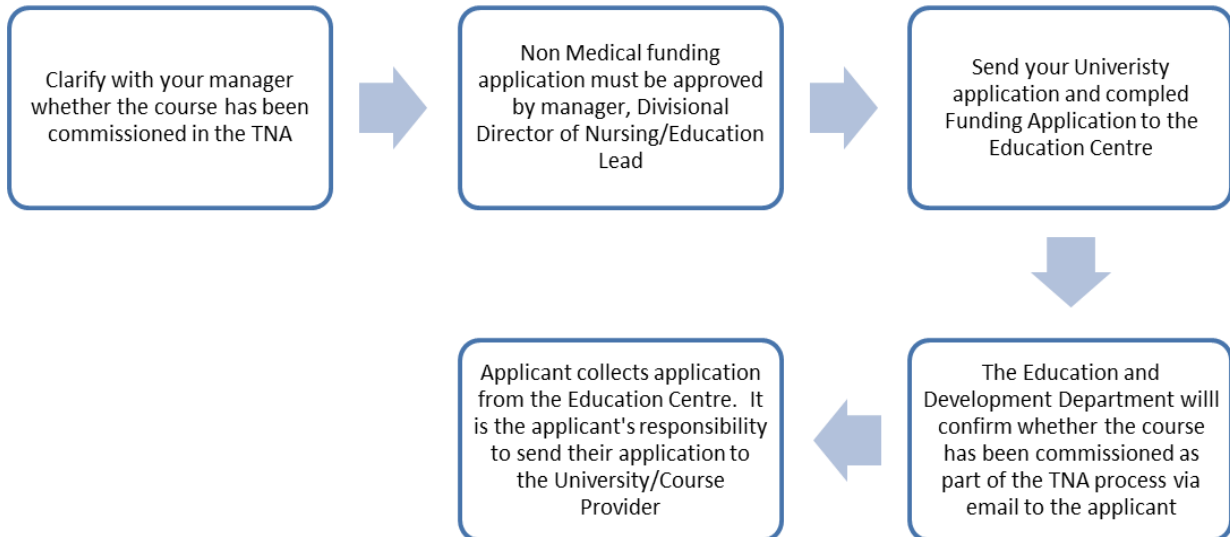 Clarify with your manager
whether the course has been
commissioned in the TNA
Non Medical funding
application must be approved
by manager, Divisional
Director of Nursing/Education
Lead
Send your Univeristy
application and compled
Funding Application to the
Education Centre
The Education and
Development Department willl
confirm whether the course
has been commissioned as
part of the TNA process via
email to the applicant
Applicant collects application
from the Education Centre.  It
is the applicant's responsibility
to send their application to
the University/Course
Provider